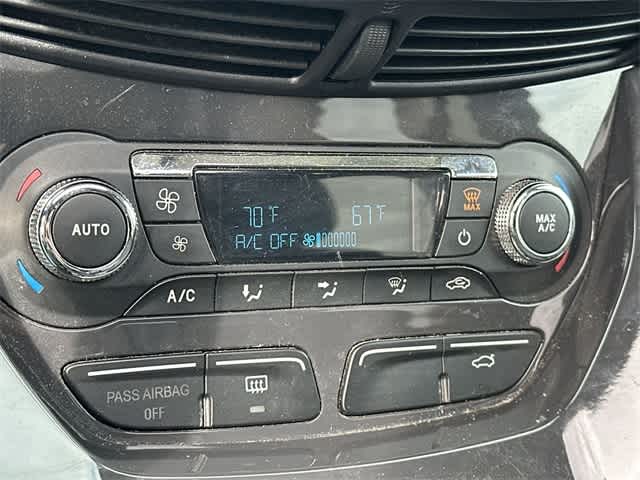 AUTO
70°F 67°F
A/C OFF
MAX
MAX
A/C
A/C
PASS AIRBAG
OFF